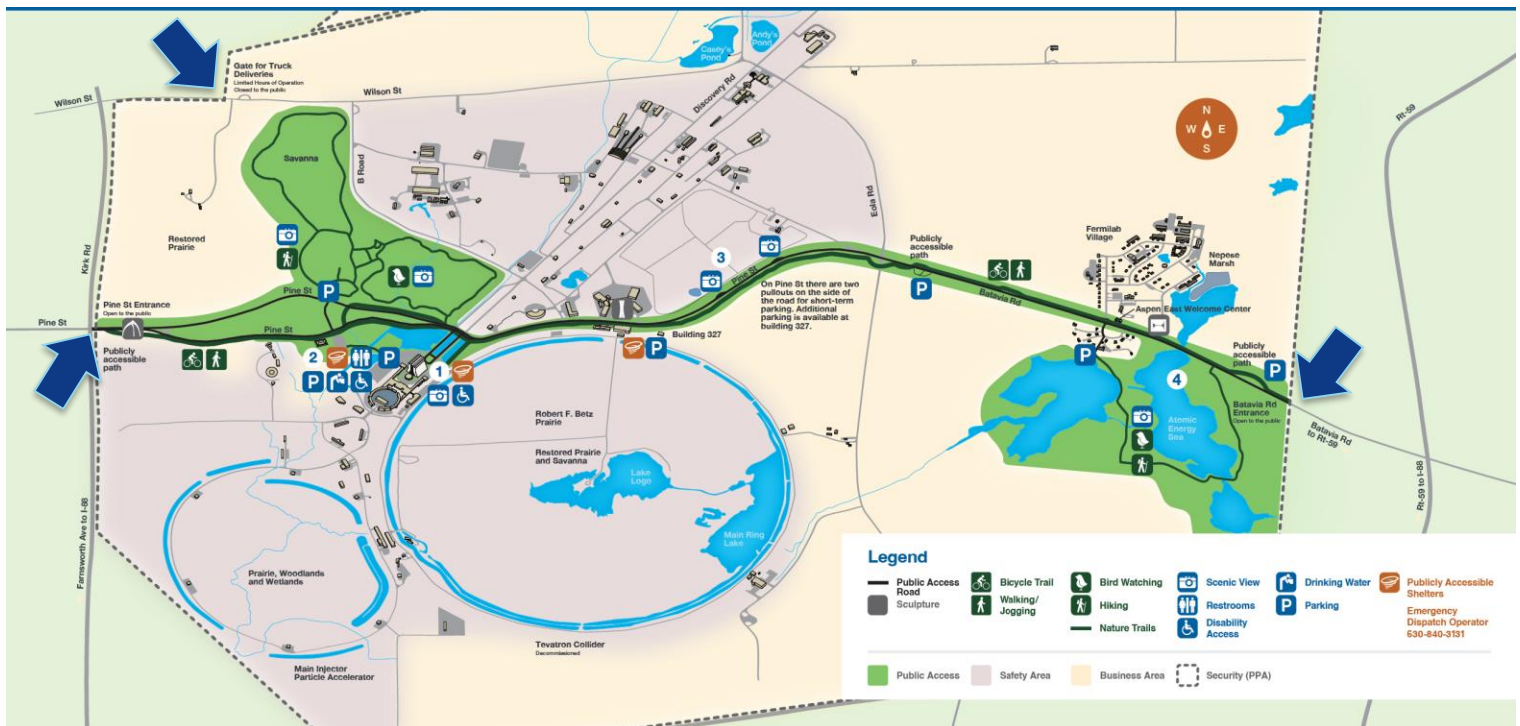 Casey's
Pond
Andy's
Pond
Gate for Truck
Deliveries
Limited Hours of Operation
Closed to the public
Wilson St
Wilson St
Discovery Rd
Rt-59
N
W E
S
Savanna
B Road
Kirk Rd
Restored
Prairie
Eola Rd
Fermilab
Village
Nepese
Marsh
Publicly
accessible
path
3
Pine St
P
Pine St
P
Batavia Rd
Pine St Entrance
Open to the public
Pine St
Pine St
On Pine St there are two
pullouts on the side of
the road for short-term
parking. Additional
parking is available at
building 327.
Aspen East Welcome Center
Building 327
Publicly
accessible
path
2
P
P
1
P
P
Publicly
accessible
path
P
4
Batavia Rd
Entrance
Open to the public
Atomic
Energy
Sea
Batavia Rd
to Rt-59
Robert F. Betz
Prairie
Restored Prairie
and Savanna
Lake
Logo
Main Ring
Lake
Rt-59 to I-88
Farnsworth Ave to I-88
Prairie, Woodlands
and Wetlands
Tevatron Collider
Decommissioned
Main Injector
Particle Accelerator
Legend
Public Access
Road
Sculpture
Bicycle Trail
Walking/
Jogging
Bird Watching
Hiking
Nature Trails
Scenic View
Restrooms
Disability
Access
Drinking Water
P Parking
Publicly Accessible
Shelters
Emergency
Dispatch Operator
630-840-3131
Public Access
Safety Area
Business Area
Security (PPA)